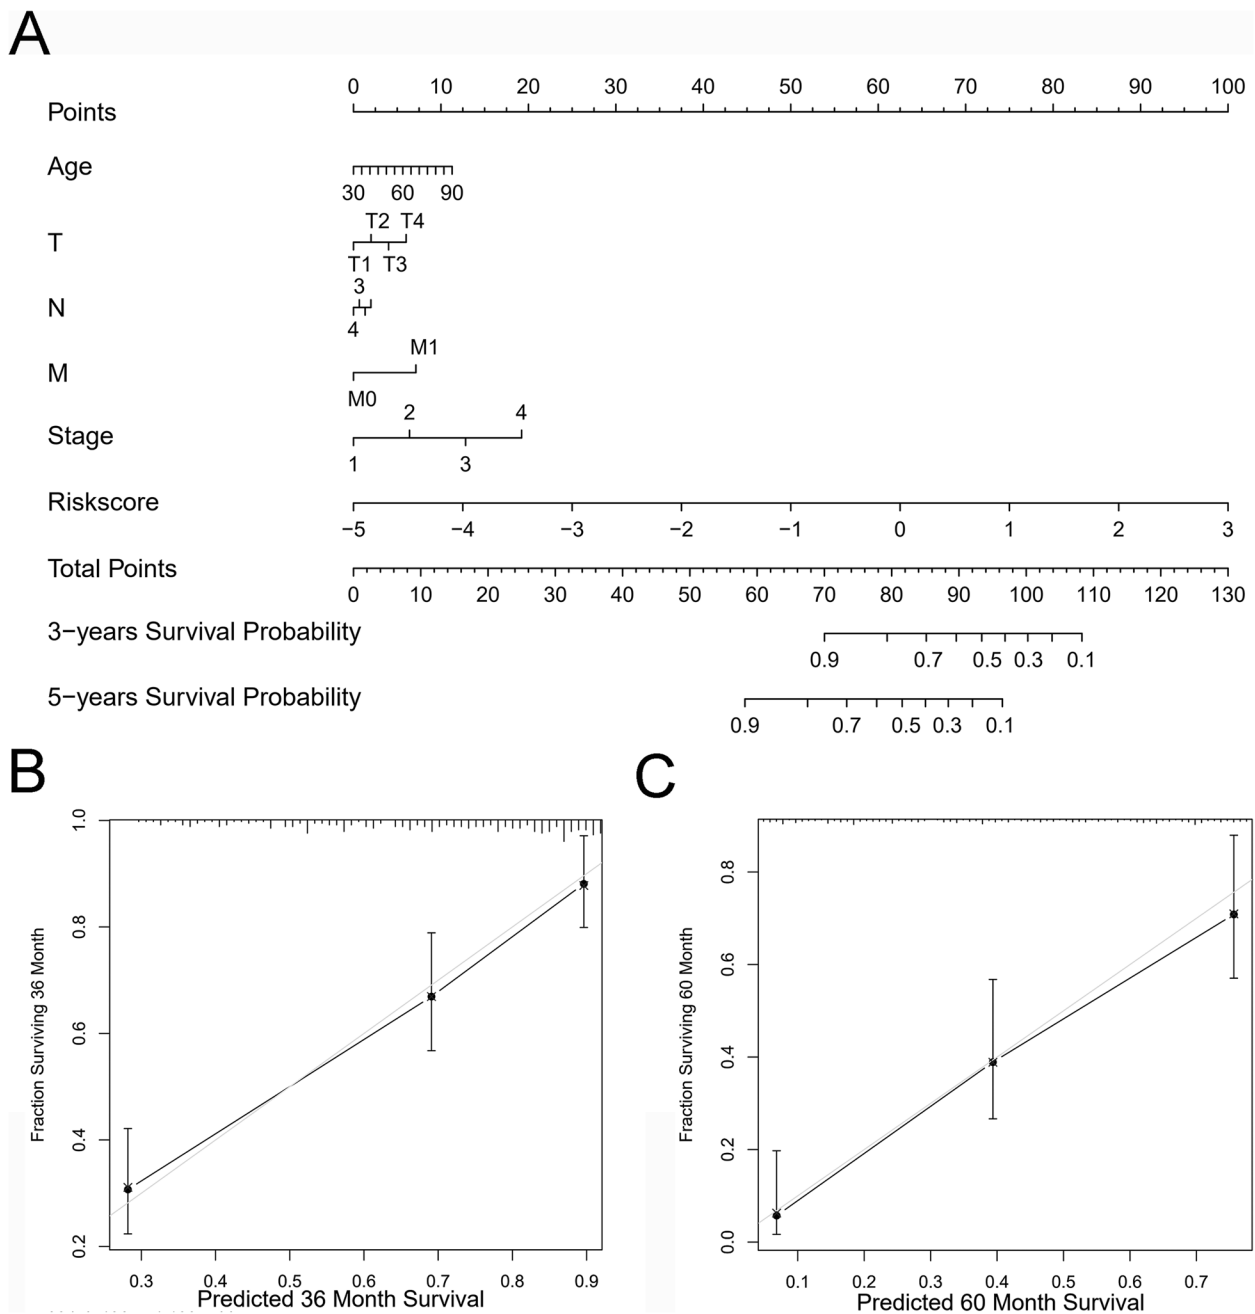 A
0 10 20 30 40 50 60 70 80 90 100
Points
Age
30 60 90
T2 T4
T
T1 T3
3
N
4
M1
M
M0
2 4
Stage
1 3
Riskscore
−5 −4 −3 −2 −1 0 1 2 3
Total Points
0 10 20 30 40 50 60 70 80 90 100 110 120 130
3−years Survival Probability
0.9 0.7 0.5 0.3 0.1
5−years Survival Probability
0.9 0.7 0.5 0.3 0.1
B
Fraction Surviving 36 Month
1.0
0.8
0.6
0.4
0.2
0.3 0.4 0.5 0.6 0.7 0.8 0.9
Predicted 36 Month Survival
C
Fraction Surviving 60 Month
0.8
0.6
0.4
0.2
0.0
0.1 0.2 0.3 0.4 0.5 0.6 0.7
Predicted 60 Month Survival